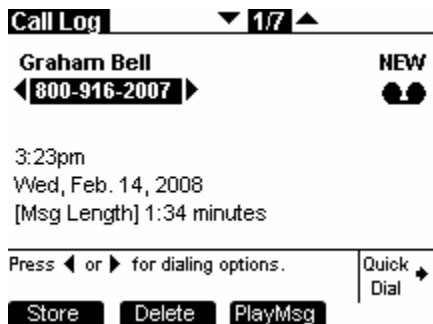 Call Log 1/7
Graham Bell NEW
800-916-2007
3:23pm
Wed, Feb. 14, 2008
[Msg Length] 1:34 minutes
Press ◀ or ▶ for dialing options.
Quick
Dial
Store Delete PlayMsg